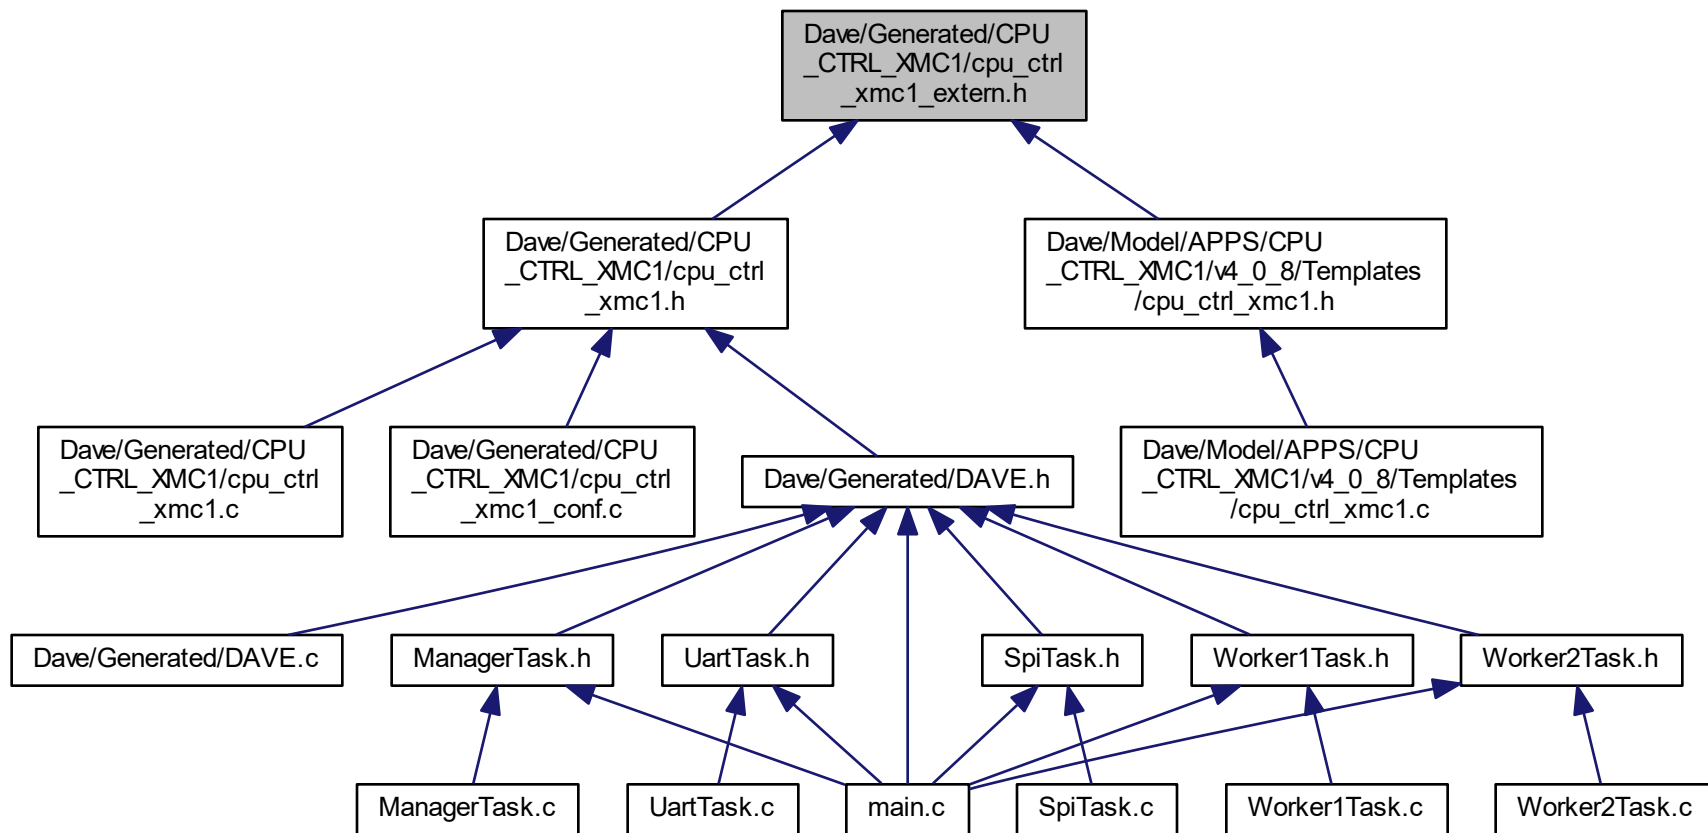 Dave/Generated/CPU
_CTRL_XMC1/cpu_ctrl
_xmc1_extern.h
Dave/Generated/CPU
_CTRL_XMC1/cpu_ctrl
_xmc1.h
Dave/Model/APPS/CPU
_CTRL_XMC1/v4_0_8/Templates
/cpu_ctrl_xmc1.h
Dave/Generated/CPU
_CTRL_XMC1/cpu_ctrl
_xmc1.c
Dave/Generated/CPU
_CTRL_XMC1/cpu_ctrl
_xmc1_conf.c
Dave/Generated/DAVE.h
Dave/Model/APPS/CPU
_CTRL_XMC1/v4_0_8/Templates
/cpu_ctrl_xmc1.c
Dave/Generated/DAVE.c
ManagerTask.h
UartTask.h
SpiTask.h
Worker1Task.h
Worker2Task.h
ManagerTask.c
UartTask.c
main.c
SpiTask.c
Worker1Task.c
Worker2Task.c